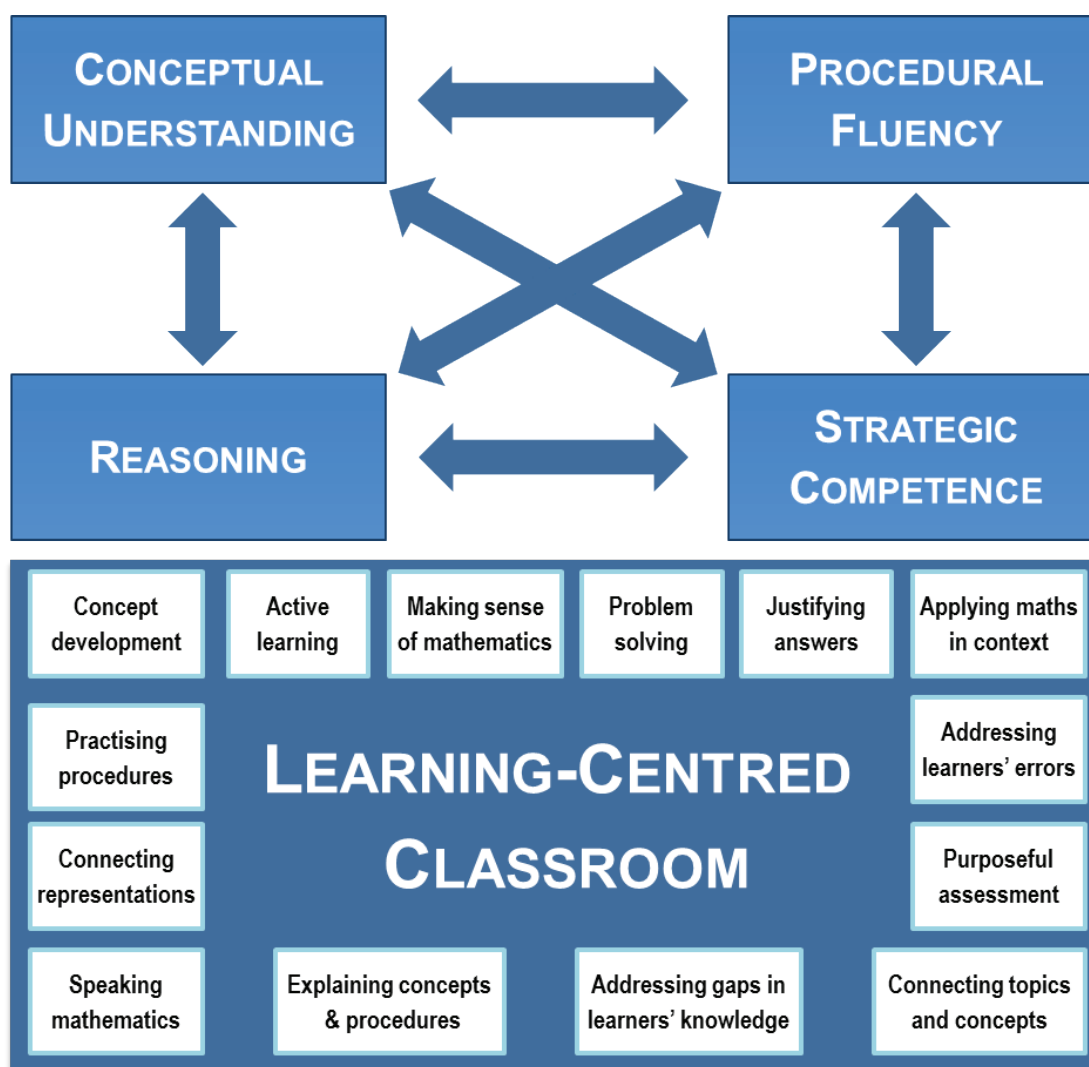 CONCEPTUAL
UNDERSTANDING
PROCEDURAL
FLUENCY
REASONING
STRATEGIC
COMPETENCE
Concept
development
Active
learning
Making sense
of mathematics
Problem
solving
Justifying
answers
Applying maths
in context
Practising
procedures
LEARNING-CENTRED
CLASSROOM
Addressing
learners' errors
Connecting
representations
Purposeful
assessment
Speaking
mathematics
Explaining concepts
& procedures
Addressing gaps in
learners' knowledge
Connecting topics
and concepts